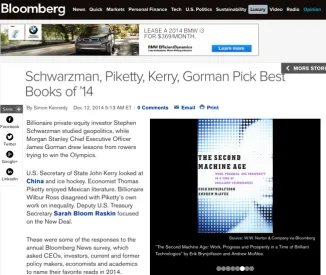 Bloomberg
News Quick Markets Personal Finance Tech U.S. Politics Sustainability Luxury Video Radio Opinion
LEASE A 2014 BMW i3
FOR $369/MONTH.
BMW EfficientDynamics
Learn more
Schwarzman, Piketty, Kerry, Gorman Pick Best
Books of '14
MORE STORI
By Simon Kennedy Dec. 12, 2014 5:13 AM ET 0 Comments Email Print
Save
Facebook
Twitter
Google+
LinkedIn
Billionaire private-equity investor Stephen
Schwarzman studied geopolitics, while
Morgan Stanley Chief Executive Officer
James Gorman drew lessons from rowers
trying to win the Olympics.
U.S. Secretary of State John Kerry looked at
China and ice hockey. Economist Thomas
Piketty enjoyed Mexican literature. Billionaire
Wilbur Ross disagreed with Piketty's own
work on inequality. Deputy U.S. Treasury
Secretary Sarah Bloom Raskin focused
on the New Deal.
These were some of the responses to the
annual Bloomberg News survey, which
asked CEOs, investors, current and former
policy makers, economists and academics
to name their favorite reads in 2014.
THE SECOND
MACHINE AGE
WORK, PROGRESS, AND PROSPERITY
IN A TIME OF
BRILLIANT TECHNOLOGIES
ERIK BRYNJOLFSSON
ANDREW MCAFEE
Source: W.W. Norton & Company via Bloomberg
"The Second Machine Age: Work, Progress and Prosperity in a Time of Brilliant
Technologies" by Erik Brynjolfsson and Andrew McAfee.